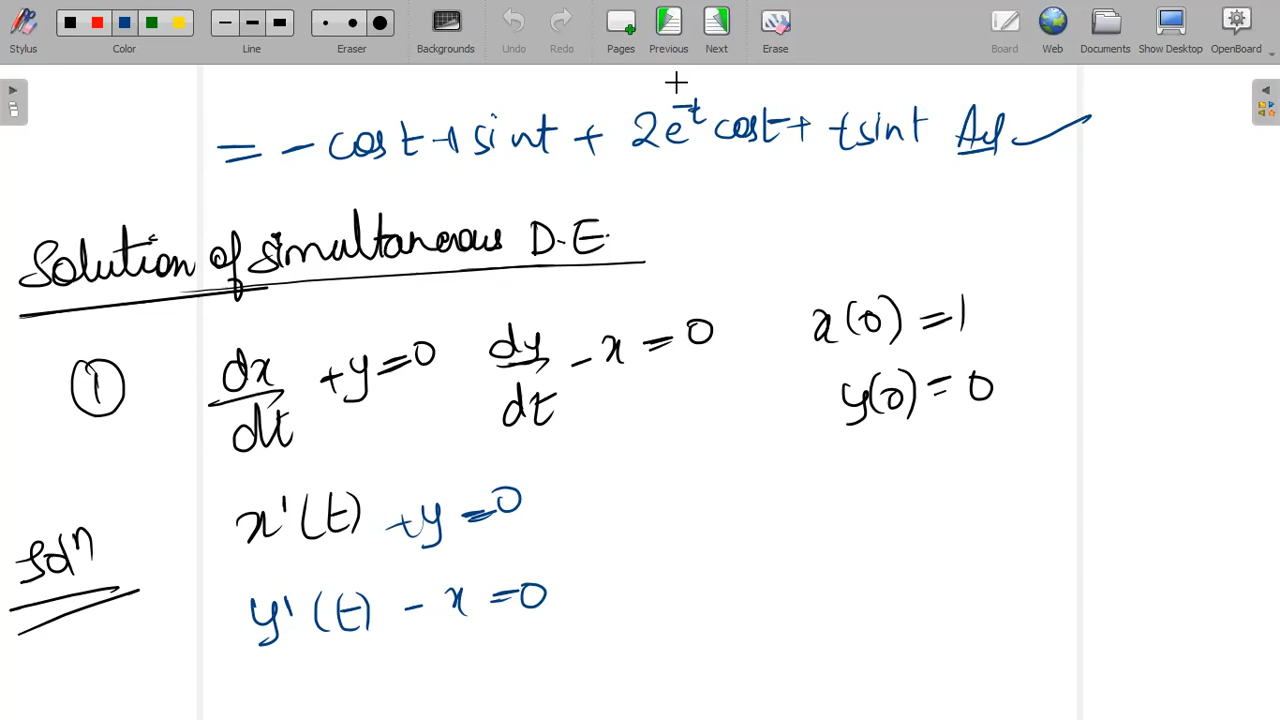 Stylus Color Line Eraser Backgrounds Undo Redo Pages Previous Next Erase Board Web Documents Show Desktop OpenBoard
= - cost + sint + 2e^-t cost + tsint
Solution of simultaneous D.E.
① dx/dt + y = 0 dy/dt - x = 0 x(0) = 1
y(0) = 0
x'(t) + y = 0
Solⁿ
y'(t) - x = 0